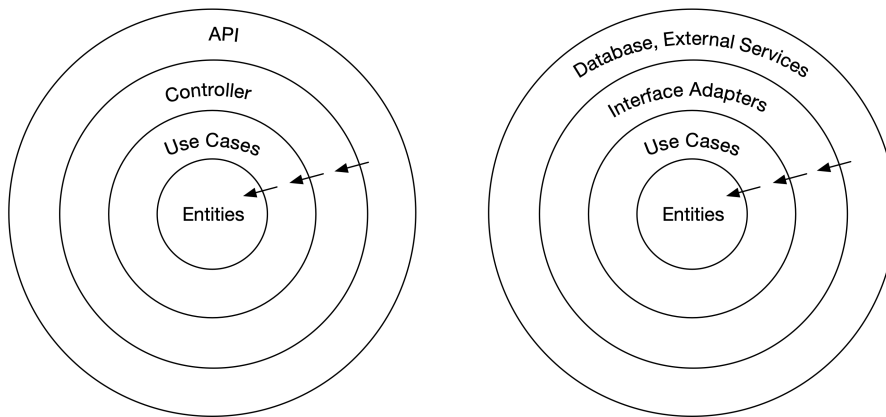 API
Controller
Use Cases
Entities
Database, External Services
Interface Adapters
Use Cases
Entities